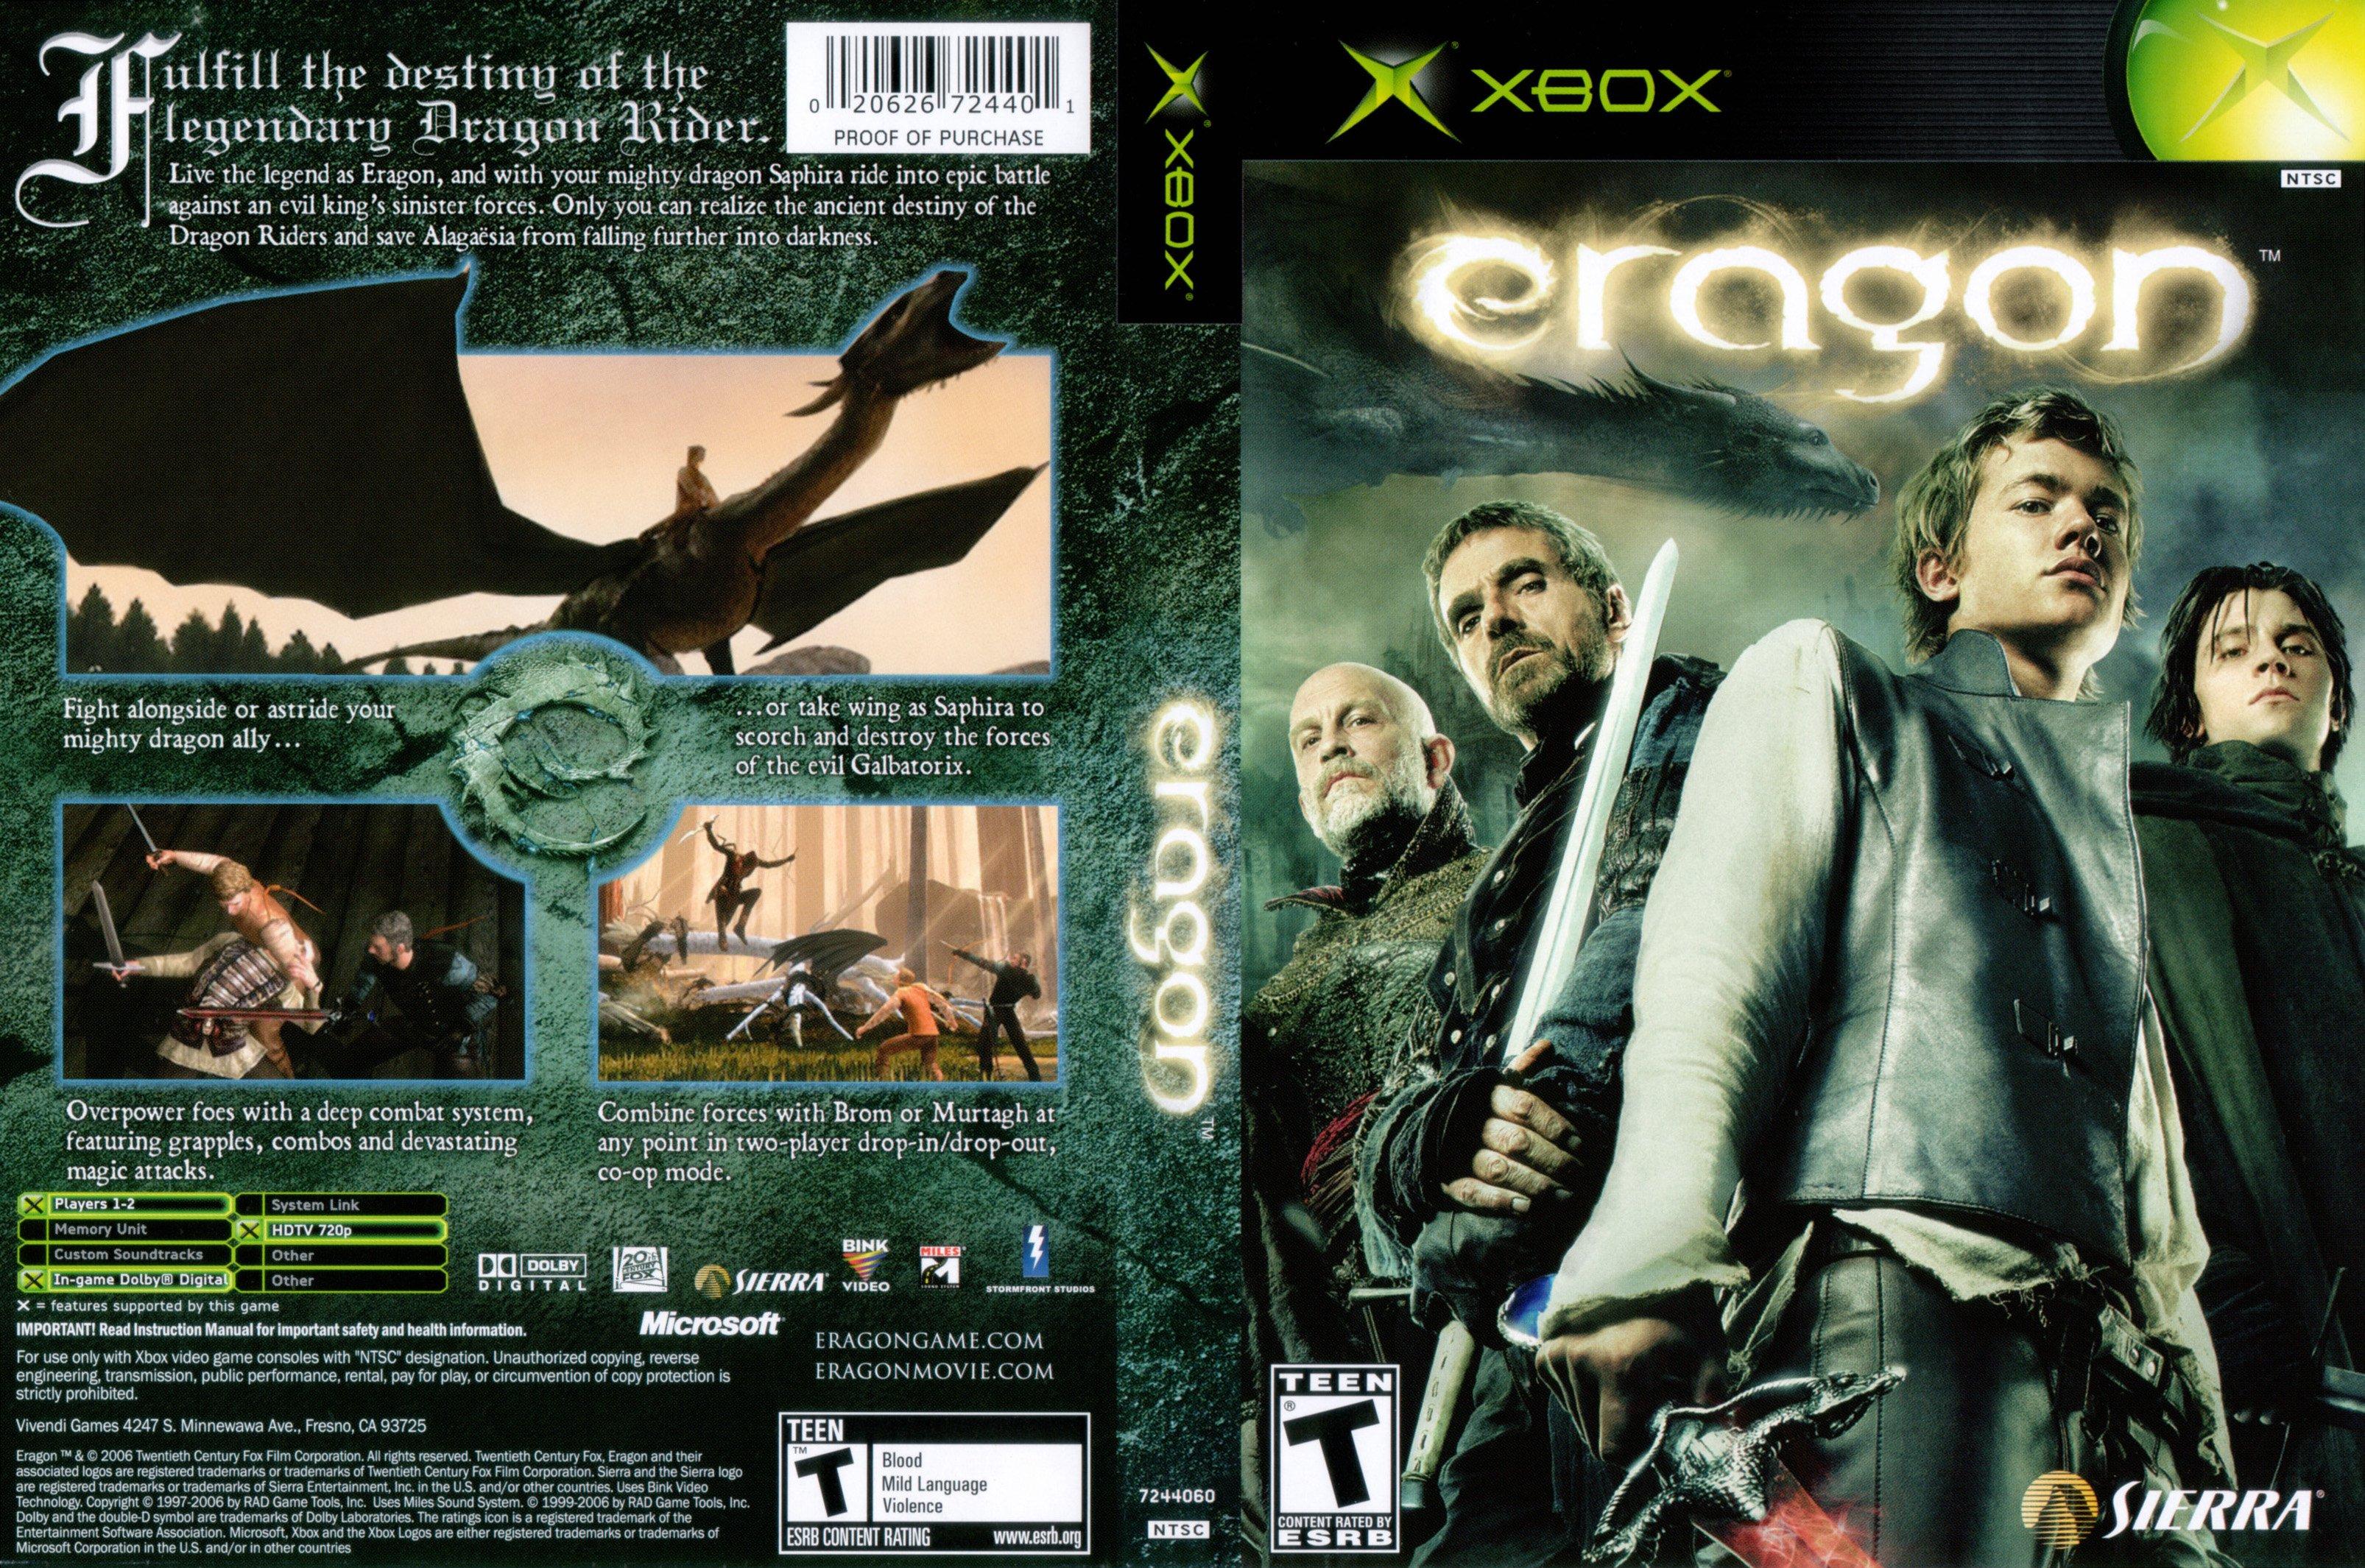 Fulfill the destiny of the
legendary Dragon Rider.
Live the legend as Eragon, and with your mighty dragon Saphira ride into epic battle
against an evil king's sinister forces. Only you can realize the ancient destiny of the
Dragon Riders and save Alagaësia from falling further into darkness.
0 20626 72440 1
PROOF OF PURCHASE
Fight alongside or astride your
mighty dragon ally...
...or take wing as Saphira to
scorch and destroy the forces
of the evil Galbatorix.
Overpower foes with a deep combat system,
featuring grapples, combos and devastating
magic attacks.
Combine forces with Brom or Murtagh at
any point in two-player drop-in/drop-out,
co-op mode.
Players 1-2
Memory Unit
Custom Soundtracks
In-game Dolby® Digital
System Link
HDTV 720p
Other
Other
X = features supported by this game
DOLBY
DIGITAL
20th
CENTURY
FOX
SIERRA®
BINK
VIDEO
MILES
SOUND SYSTEM
STORMFRONT STUDIOS
Microsoft®
ERAGONGAME.COM
ERAGONMOVIE.COM
IMPORTANT! Read Instruction Manual for important safety and health information.
For use only with Xbox video game consoles with "NTSC" designation. Unauthorized copying, reverse
engineering, transmission, public performance, rental, pay for play, or circumvention of copy protection is
strictly prohibited.
Vivendi Games 4247 S. Minnewawa Ave., Fresno, CA 93725
Eragon ™ & © 2006 Twentieth Century Fox Film Corporation. All rights reserved. Twentieth Century Fox, Eragon and their
associated logos are registered trademarks or trademarks of Twentieth Century Fox Film Corporation. Sierra and the Sierra logo
are registered trademarks or trademarks of Sierra Entertainment, Inc. in the U.S. and/or other countries. Uses Bink Video
Technology. Copyright © 1997-2006 by RAD Game Tools, Inc. Uses Miles Sound System. © 1999-2006 by RAD Game Tools, Inc.
Dolby and the double-D symbol are trademarks of Dolby Laboratories. The ratings icon is a registered trademark of the
Entertainment Software Association. Microsoft, Xbox and the Xbox Logos are either registered trademarks or trademarks of
Microsoft Corporation in the U.S. and/or in other countries
TEEN
™
T
Blood
Mild Language
Violence
ESRB CONTENT RATING
www.esrb.org
XBOX®
eragon™
7244060
NTSC
XBOX®
NTSC
eragon™
TEEN
®
T
CONTENT RATED BY
ESRB
SIERRA®